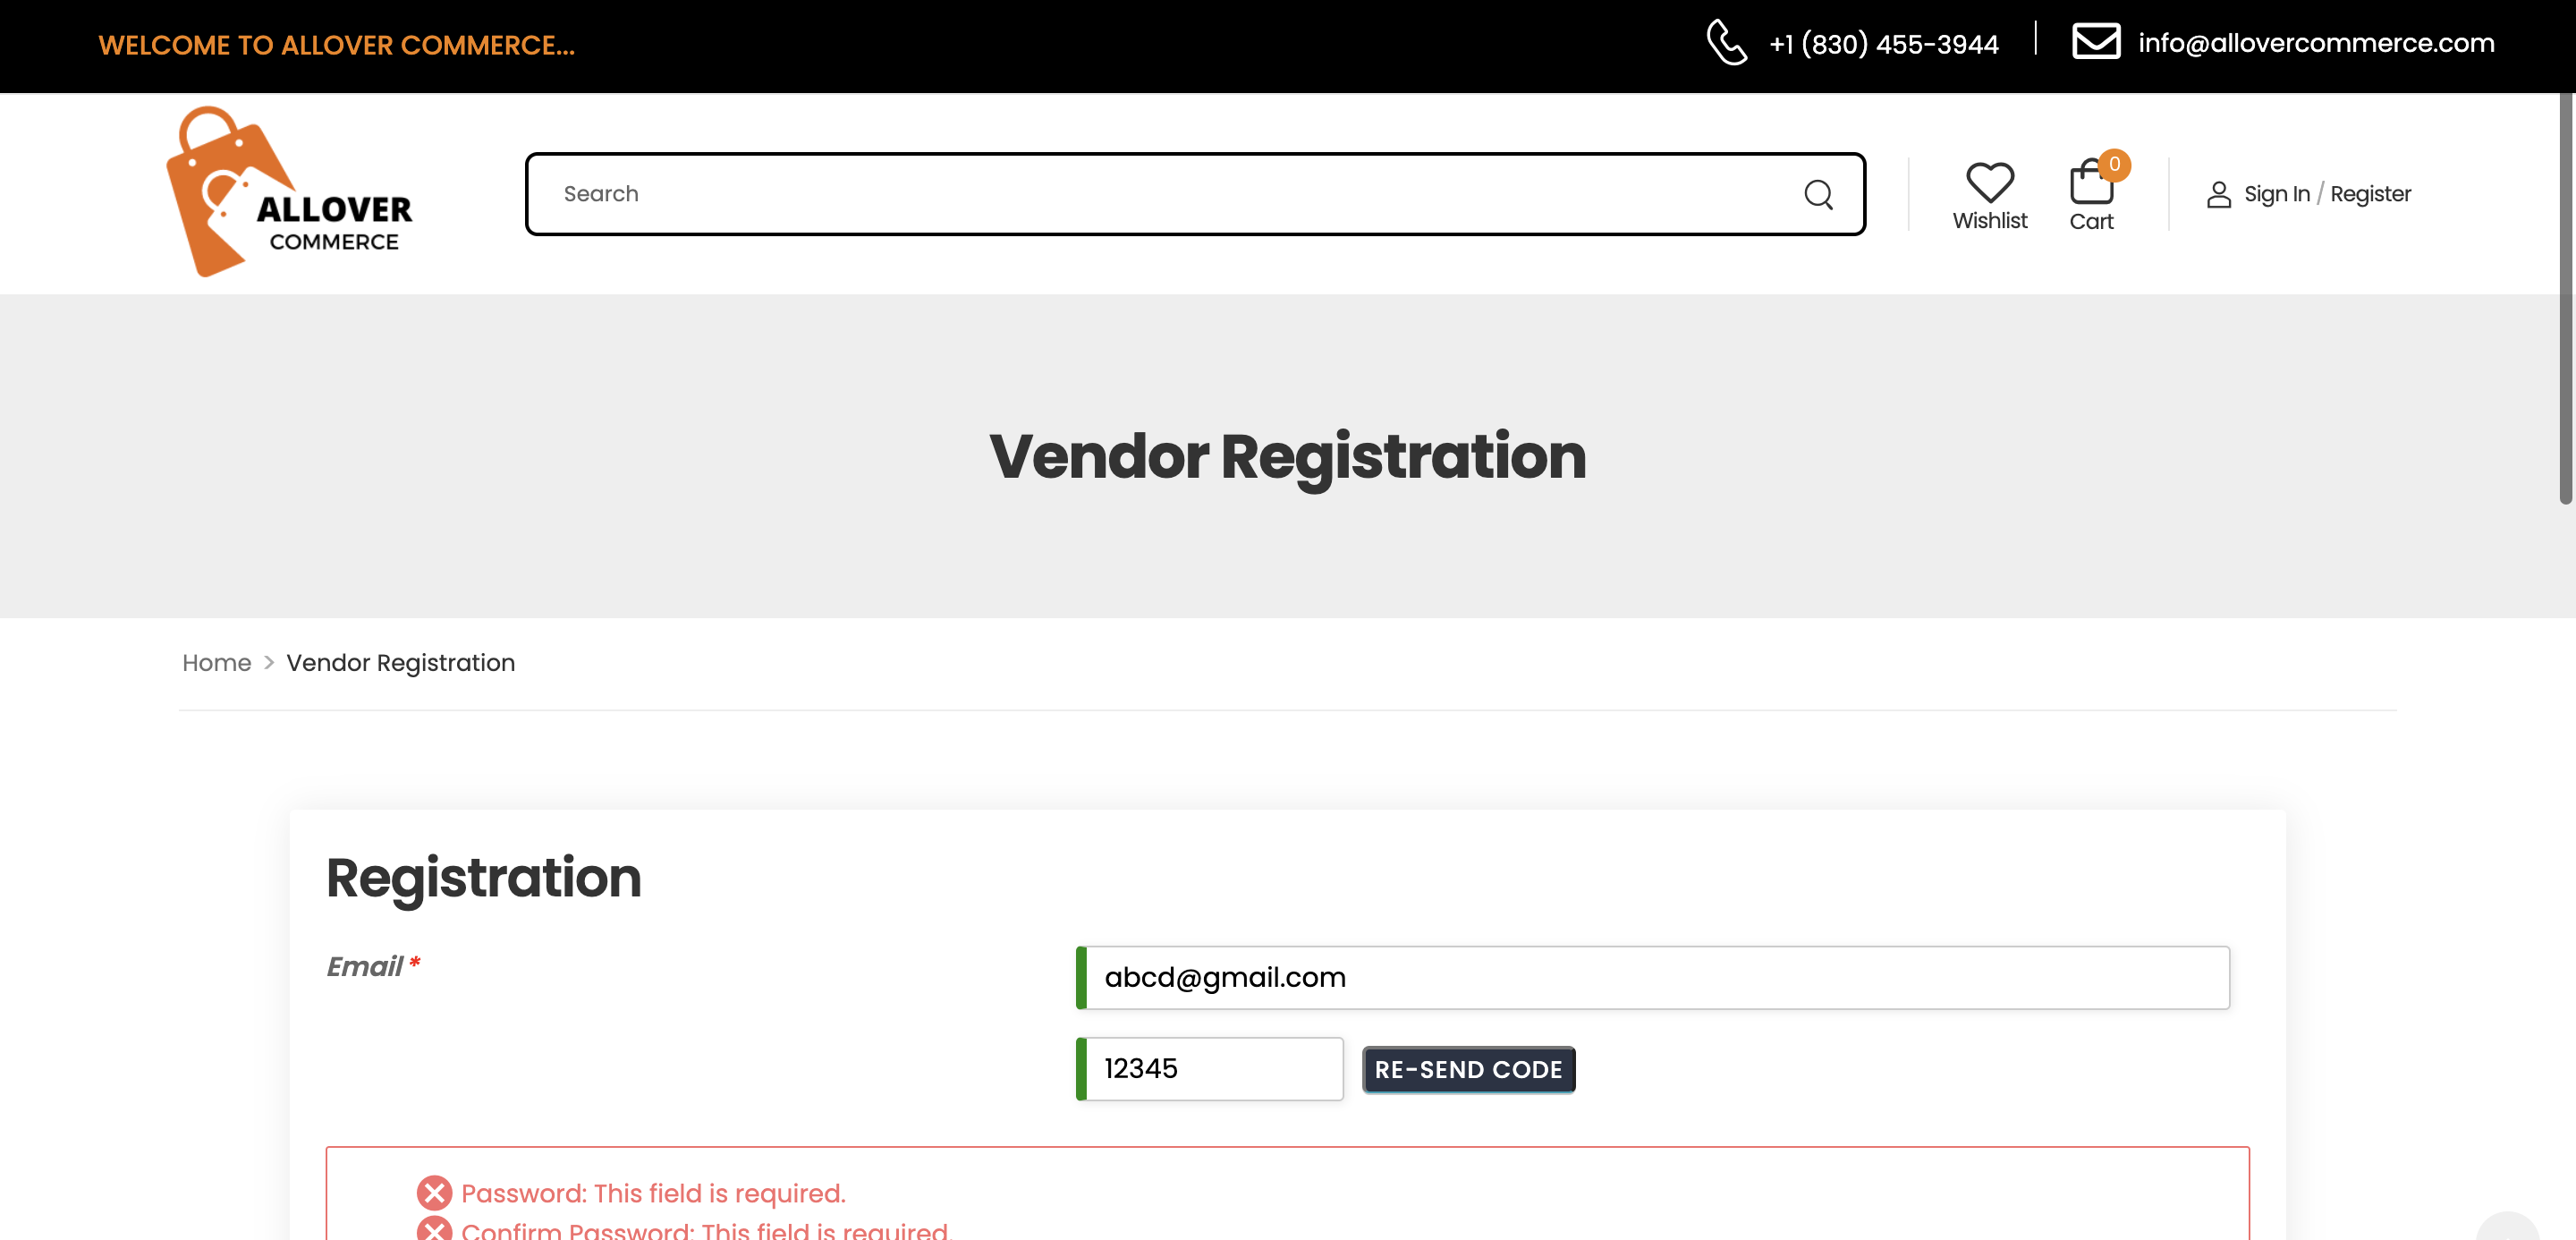 WELCOME TO ALLOVER COMMERCE...
+1 (830) 455-3944
info@allovercommerce.com
ALLOVER
COMMERCE
Search
Wishlist
0
Cart
Sign In / Register
Vendor Registration
Home > Vendor Registration
Registration
Email *
abcd@gmail.com
12345
RE-SEND CODE
Password: This field is required.
Confirm Password: This field is required.